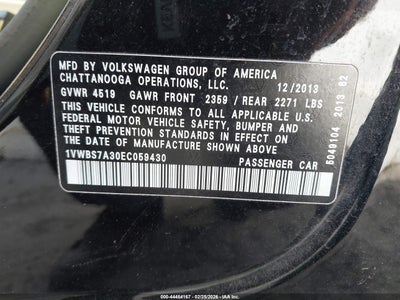 MFD BY VOLKSWAGEN GROUP OF AMERICA
CHATTANOOGA OPERATIONS, LLC. 12/2013
GVWR 4519 GAWR FRONT 2359 / REAR 2271 LBS
THIS VEHICLE CONFORMS TO ALL APPLICABLE U.S.
FEDERAL MOTOR VEHICLE SAFETY, BUMPER AND
THEFT PREVENTION STANDARDS IN EFFECT ON
THE DATE OF MANUFACTURE SHOWN ABOVE
1VWBS7A30EC059430 PASSENGER CAR
5049104 2013 82
000-44464167 - 02/25/2026 - IAA Inc.